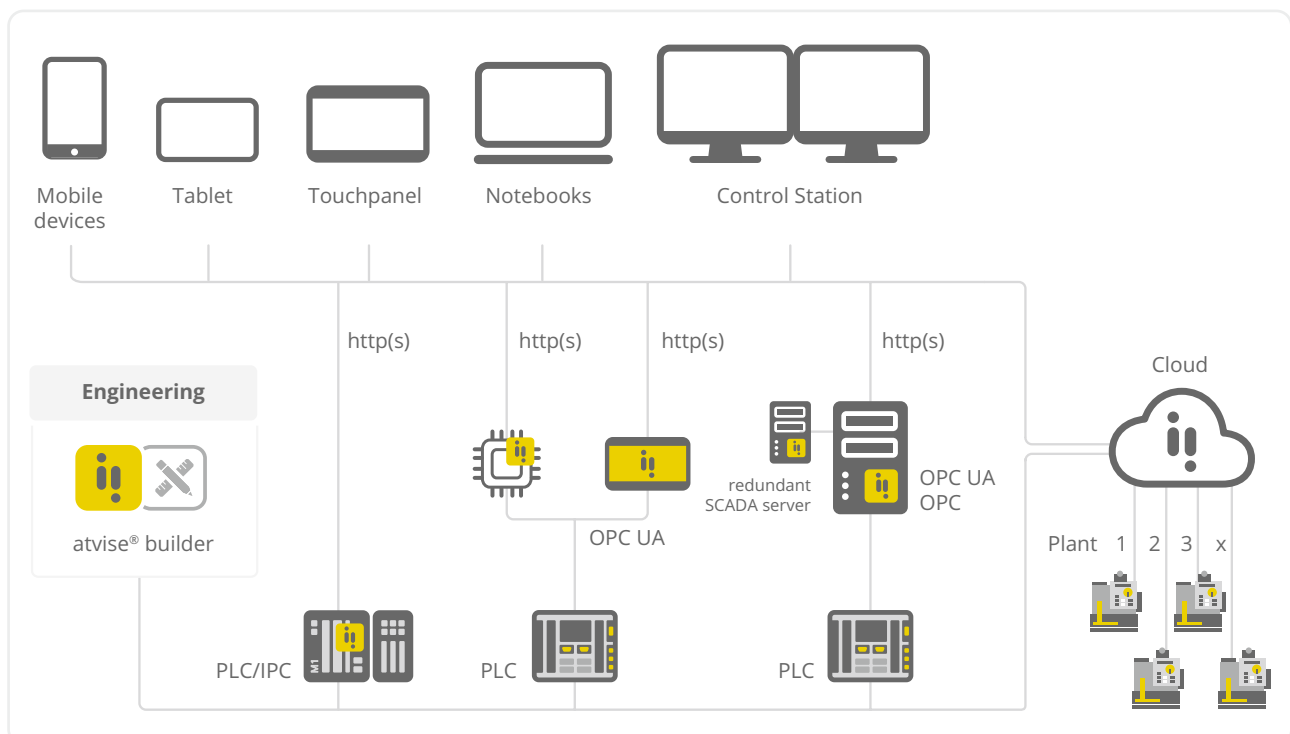 Mobile
devices
Tablet
Touchpanel
Notebooks
Control Station
http(s)
http(s)
http(s)
http(s)
Cloud
Engineering
atvise® builder
redundant
SCADA server
OPC UA
OPC
OPC UA
Plant 1 2 3 x
M1
PLC/IPC
PLC
PLC